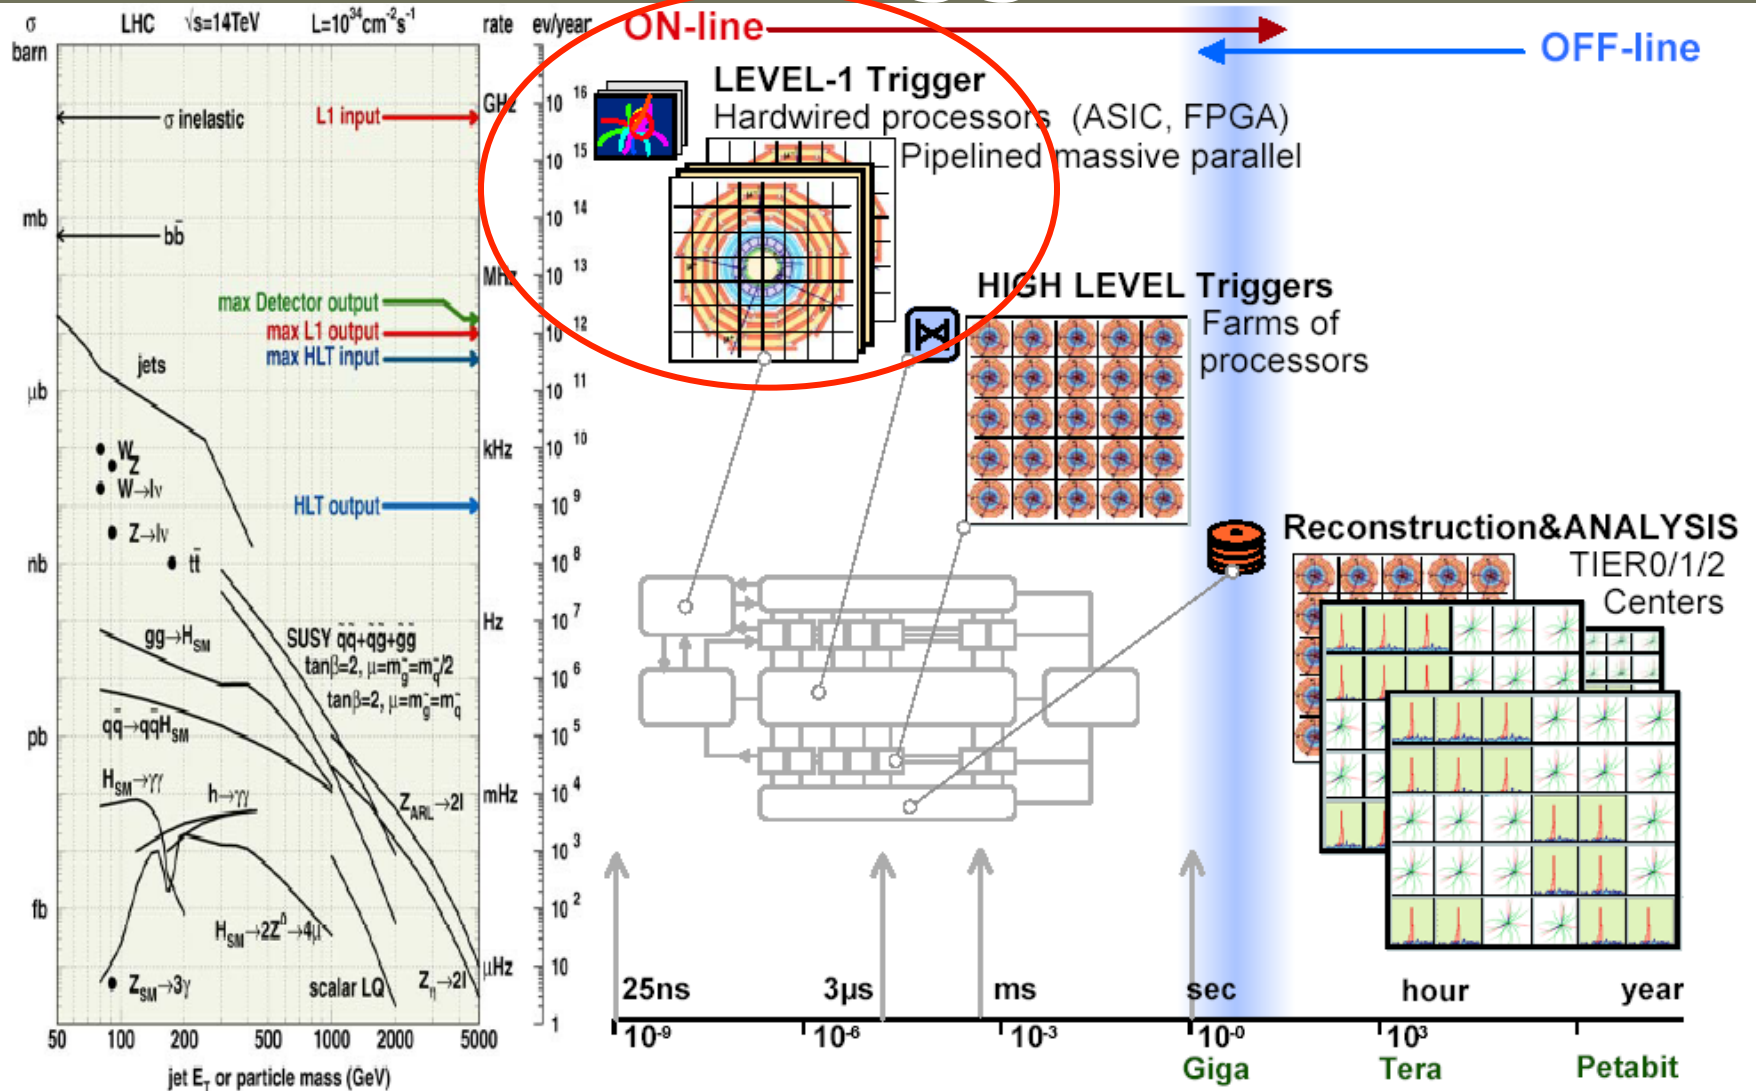 σ LHC √s=14TeV L=10³⁴cm⁻²s⁻¹ rate ev/year
barn
mb
μb
nb
pb
fb
GHz
MHz
kHz
Hz
mHz
μHz
10¹⁶
10¹⁵
10¹⁴
10¹³
10¹²
10¹¹
10¹⁰
10⁹
10⁸
10⁷
10⁶
10⁵
10⁴
10³
10²
10
1
σ inelastic
L1 input
bb̄
max Detector output
max L1 output
max HLT input
jets
W
Z
W→lν
HLT output
Z→lν
tt̄
gg→H_SM
SUSY q̃q̃+q̃g̃+g̃g̃
tanβ=2, μ=m_g̃=m_q̃/2
tanβ=2, μ=m_g̃=m_q̃
qq̄→qq̄H_SM
H_SM→γγ
h→γγ
Z_ARL→2l
H_SM→2Z⁰→4μ
Z_SM→3γ
scalar LQ
Z_η→2l
50 100 200 500 1000 2000 5000
jet E_T or particle mass (GeV)
ON-line
OFF-line
LEVEL-1 Trigger
Hardwired processors (ASIC, FPGA)
Pipelined massive parallel
HIGH LEVEL Triggers
Farms of
processors
Reconstruction&ANALYSIS
TIER0/1/2
Centers
25ns 3μs ms sec hour year
10⁻⁹ 10⁻⁶ 10⁻³ 10⁻⁰ 10³
Giga Tera Petabit